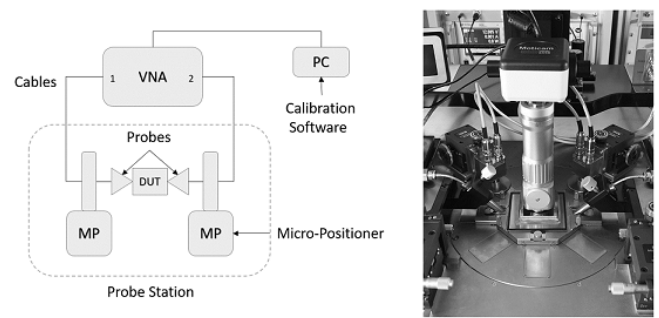 VNA
1
2
PC
Cables
Calibration
Software
Probes
DUT
MP
MP
Micro-Positioner
Probe Station
Moticam